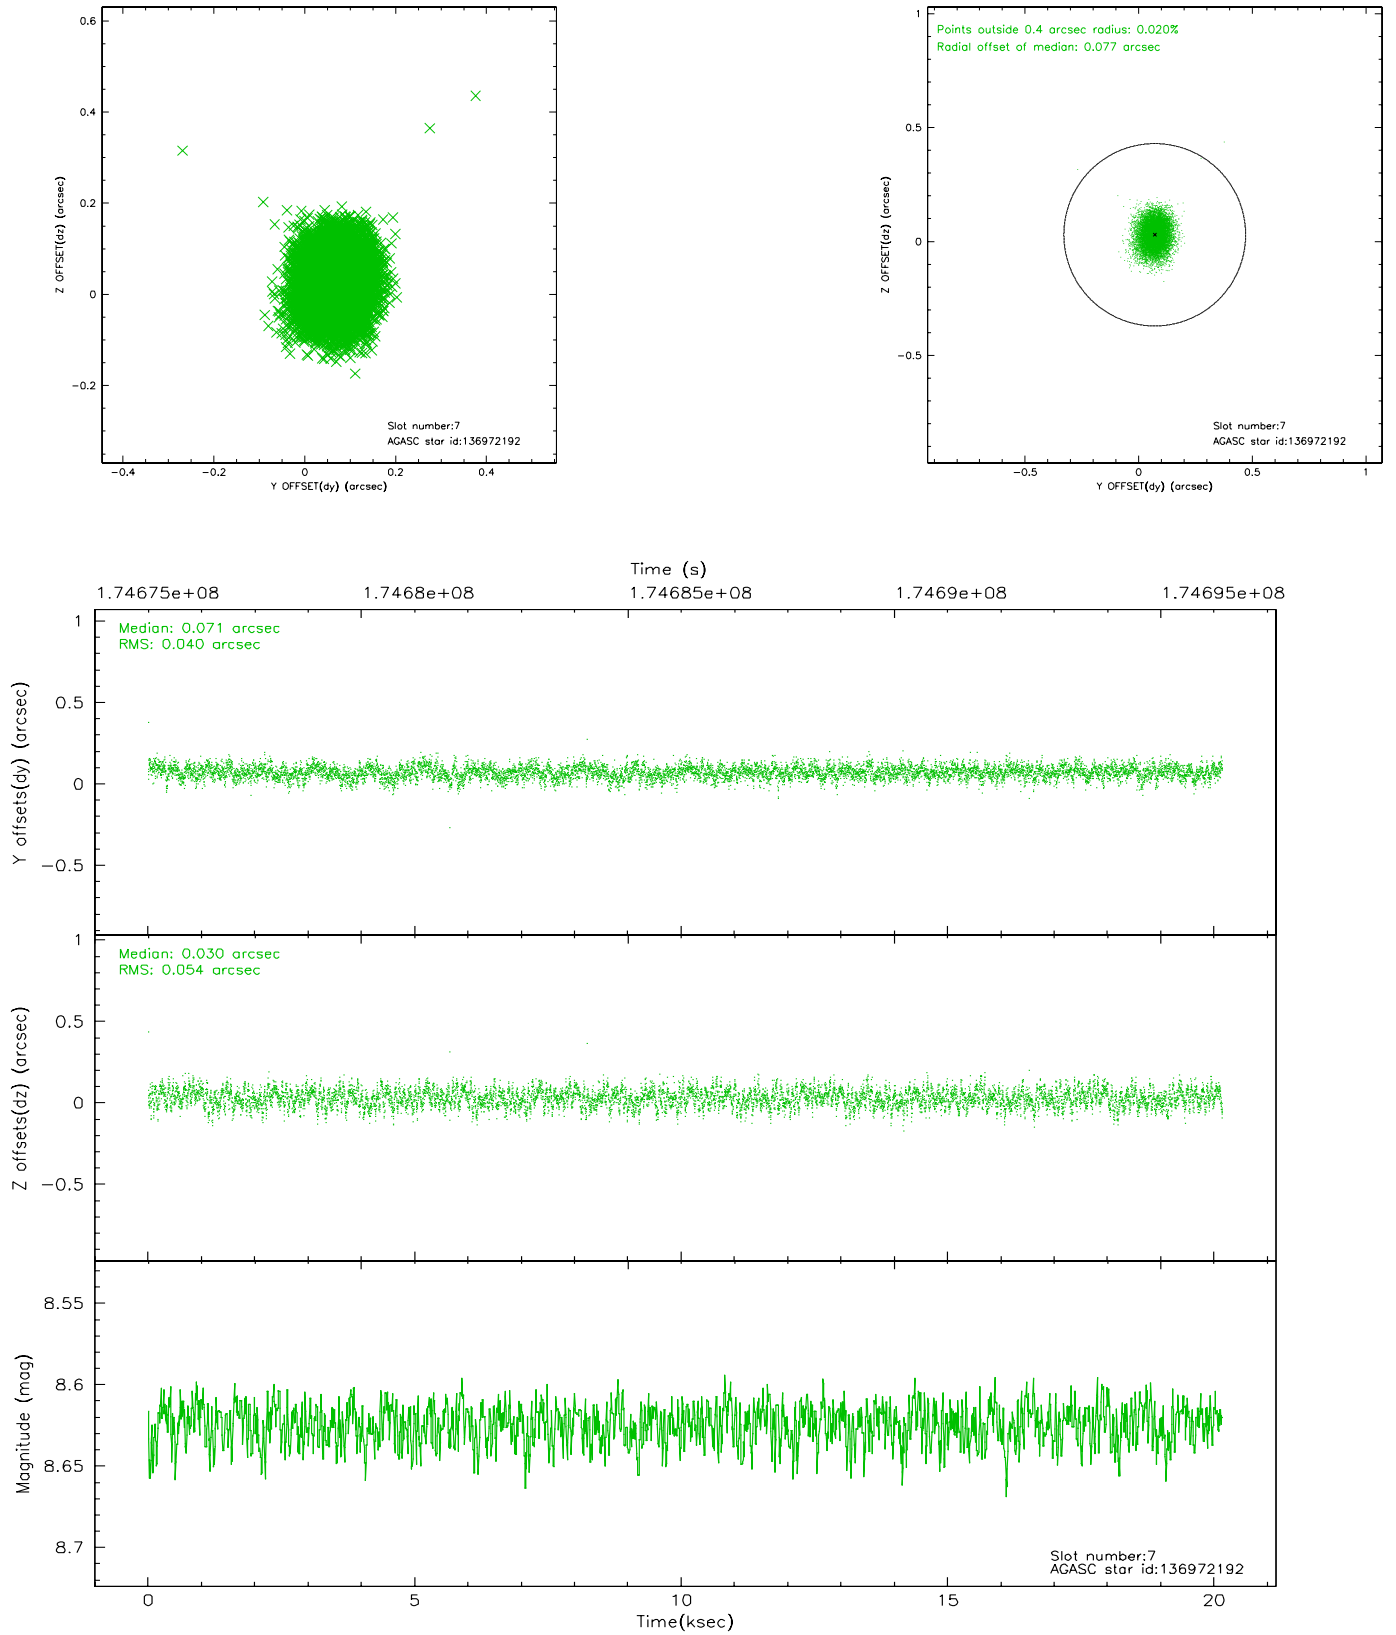 0.6
0.4
0.2
0
−0.2
Z OFFSET(dz) (arcsec)
Slot number:7
AGASC star id:136972192
−0.4
−0.2
0
0.2
0.4
Y OFFSET(dy) (arcsec)
1
0.5
0
−0.5
Z OFFSET(dz) (arcsec)
Points outside 0.4 arcsec radius: 0.020%
Radial offset of median: 0.077 arcsec
Slot number:7
AGASC star id:136972192
−0.5
0
0.5
1
Y OFFSET(dy) (arcsec)
Time (s)
1.74675e+08
1.7468e+08
1.74685e+08
1.7469e+08
1.74695e+08
1
0.5
0
−0.5
Y offsets(dy) (arcsec)
Median: 0.071 arcsec
RMS: 0.040 arcsec
1
0.5
0
−0.5
Z offsets(dz) (arcsec)
Median: 0.030 arcsec
RMS: 0.054 arcsec
8.55
8.6
8.65
8.7
Magnitude (mag)
Slot number:7
AGASC star id:136972192
0
5
10
15
20
Time(ksec)